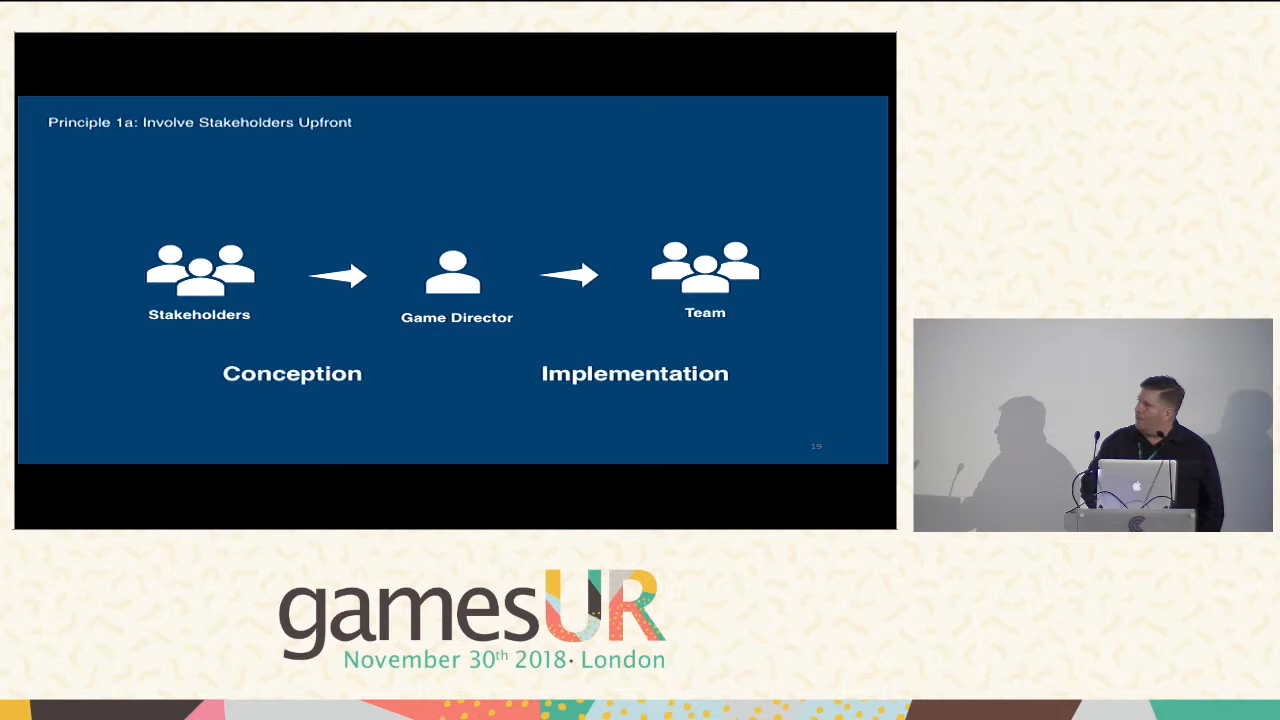 Principle 1a: Involve Stakeholders Upfront
Stakeholders
Game Director
Team
Conception
Implementation
19
gamesUR
November 30th 2018· London